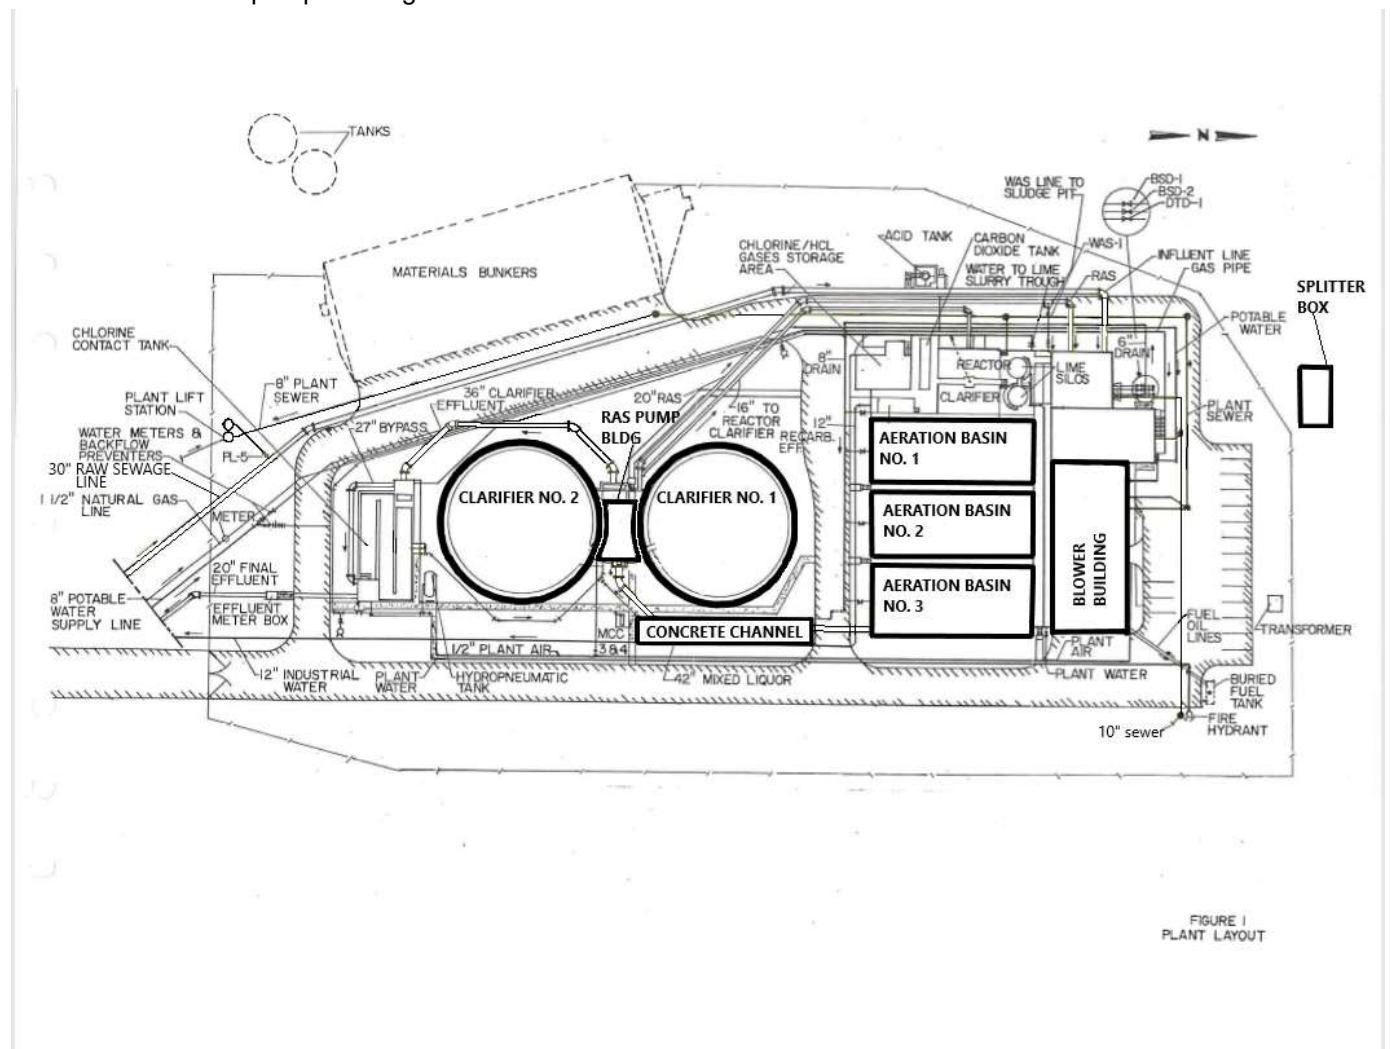 TANKS
N
MATERIALS BUNKERS
WAS LINE TO
SLUDGE PIT
BSD-1
BSD-2
DTD-1
ACID TANK
CARBON
DIOXIDE TANK
WAS-1
CHLORINE/HCL
GASES STORAGE
AREA
WATER TO LIME
SLURRY TROUGH
RAS
INFLUENT LINE
GAS PIPE
SPLITTER
BOX
POTABLE
WATER
CHLORINE
CONTACT TANK
8" PLANT
SEWER
PLANT LIFT
STATION
WATER METERS &
BACKFLOW
PREVENTERS
PL-5
30" RAW SEWAGE
LINE
1 1/2" NATURAL GAS
LINE
METER
36" CLARIFIER
EFFLUENT
27" BYPASS
20" RAS
RAS PUMP
BLDG
16" TO
REACTOR
CLARIFIER
8"
DRAIN
12"
RECARB.
EFF.
REACTOR
CLARIFIER
LIME
SILOS
6"
DRAIN
PLANT
SEWER
AERATION BASIN
NO. 1
CLARIFIER NO. 2
CLARIFIER NO. 1
AERATION BASIN
NO. 2
AERATION BASIN
NO. 3
BLOWER
BUILDING
20" FINAL
EFFLUENT
EFFLUENT
METER BOX
8" POTABLE
WATER
SUPPLY LINE
CONCRETE CHANNEL
MCC
3 & 4
1/2" PLANT AIR
FUEL
OIL
LINES
TRANSFORMER
PLANT
AIR
12" INDUSTRIAL
WATER
PLANT
WATER
HYDROPNEUMATIC
TANK
42" MIXED LIQUOR
PLANT WATER
BURIED
FUEL
TANK
FIRE
HYDRANT
10" sewer
FIGURE 1
PLANT LAYOUT